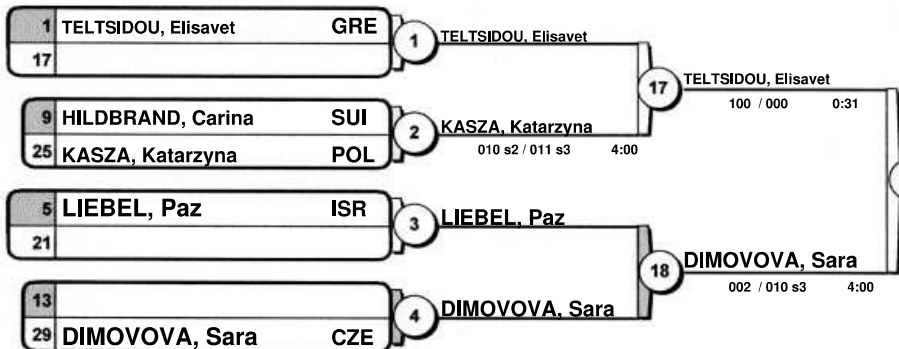 1 TELTSIDOU, Elisavet GRE
17
1
TELTSIDOU, Elisavet
9 HILDBRAND, Carina SUI
25 KASZA, Katarzyna POL
2
KASZA, Katarzyna
010 s2 / 011 s3 4:00
17
TELTSIDOU, Elisavet
100 / 000 0:31
5 LIEBEL, Paz ISR
21
3
LIEBEL, Paz
13
29 DIMOVOVA, Sara CZE
4
DIMOVOVA, Sara
18
DIMOVOVA, Sara
002 / 010 s3 4:00